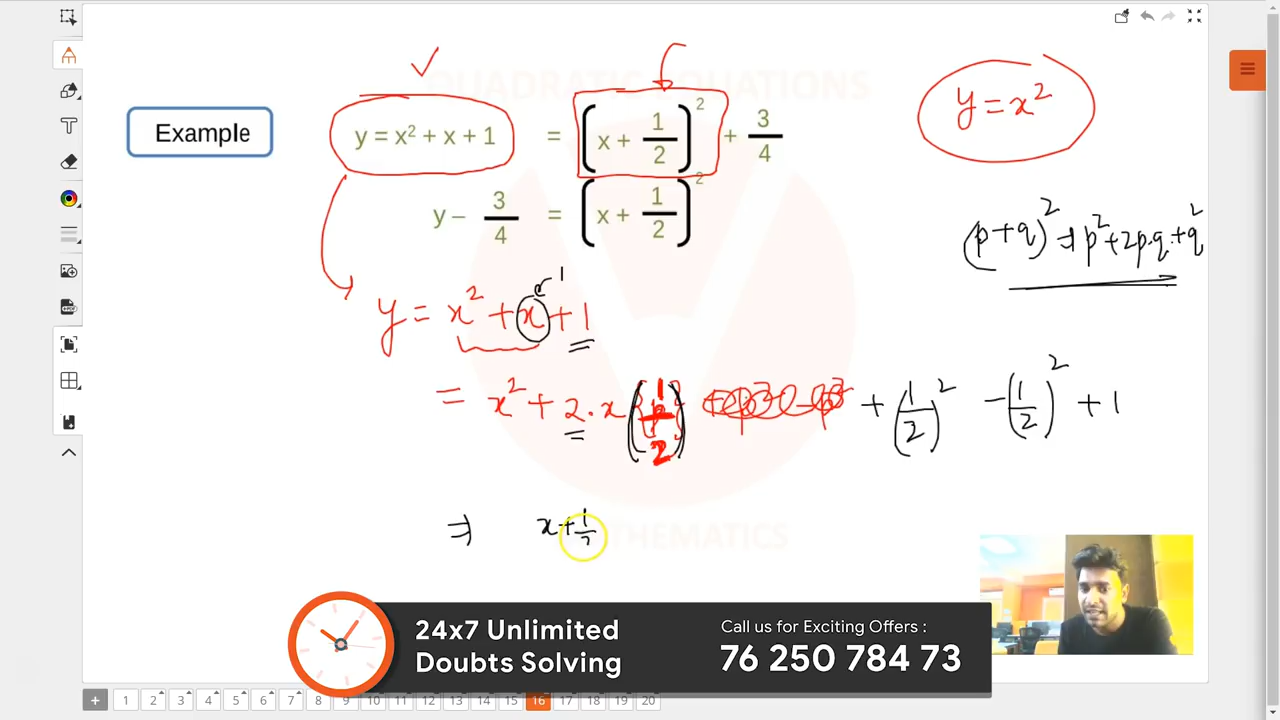 QUADRATIC EQUATIONS
Example
y = x² + x + 1 = (x + 1/2)² + 3/4
y − 3/4 = (x + 1/2)²
y = x²
(p+q)² ⇒ p² + 2p.q. + q²
1
y = x² + x + 1
= x² + 2 . x (1/2) + (1/2)² − (1/2)² + 1
⇒ x + 1/2
MATHEMATICS
24x7 Unlimited
Doubts Solving
Call us for Exciting Offers :
76 250 784 73
+ 1 2 3 4 5 6 7 8 9 10 11 12 13 14 15 16 17 18 19 20